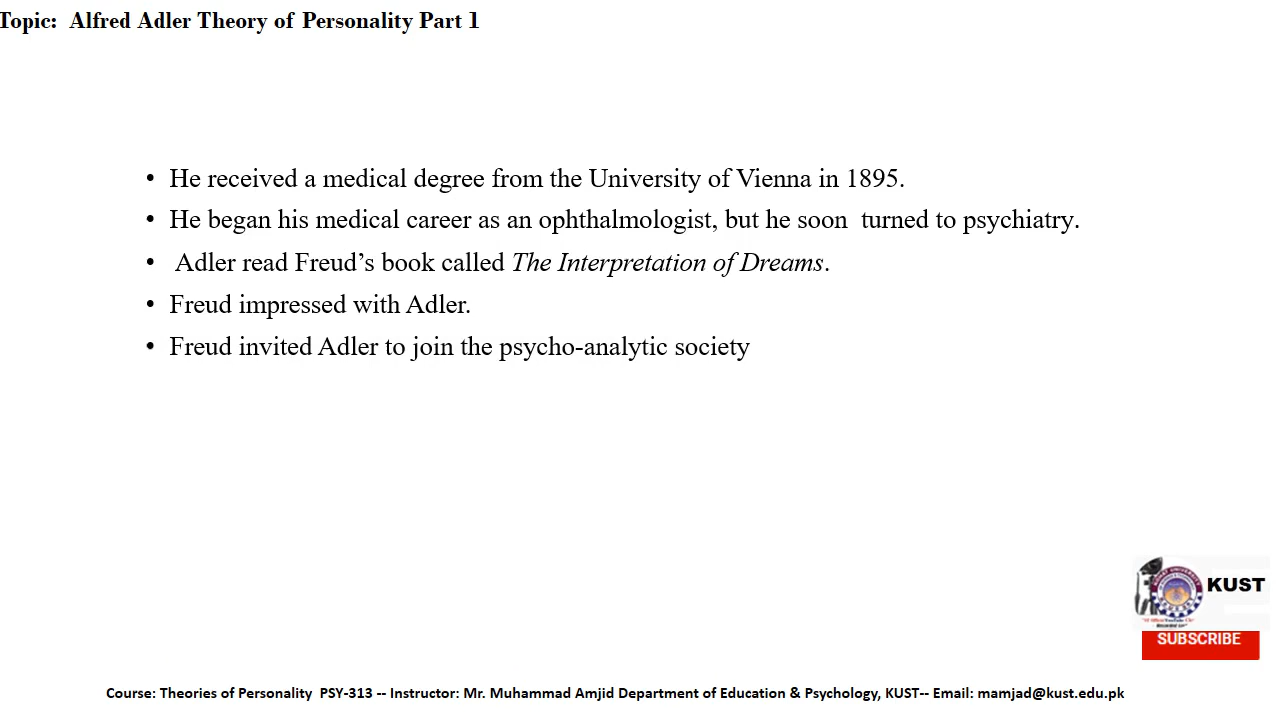 Topic: Alfred Adler Theory of Personality Part 1
• He received a medical degree from the University of Vienna in 1895.
• He began his medical career as an ophthalmologist, but he soon turned to psychiatry.
• Adler read Freud’s book called The Interpretation of Dreams.
• Freud impressed with Adler.
• Freud invited Adler to join the psycho-analytic society
KUST
SUBSCRIBE
Course: Theories of Personality PSY-313 -- Instructor: Mr. Muhammad Amjid Department of Education & Psychology, KUST-- Email: mamjad@kust.edu.pk